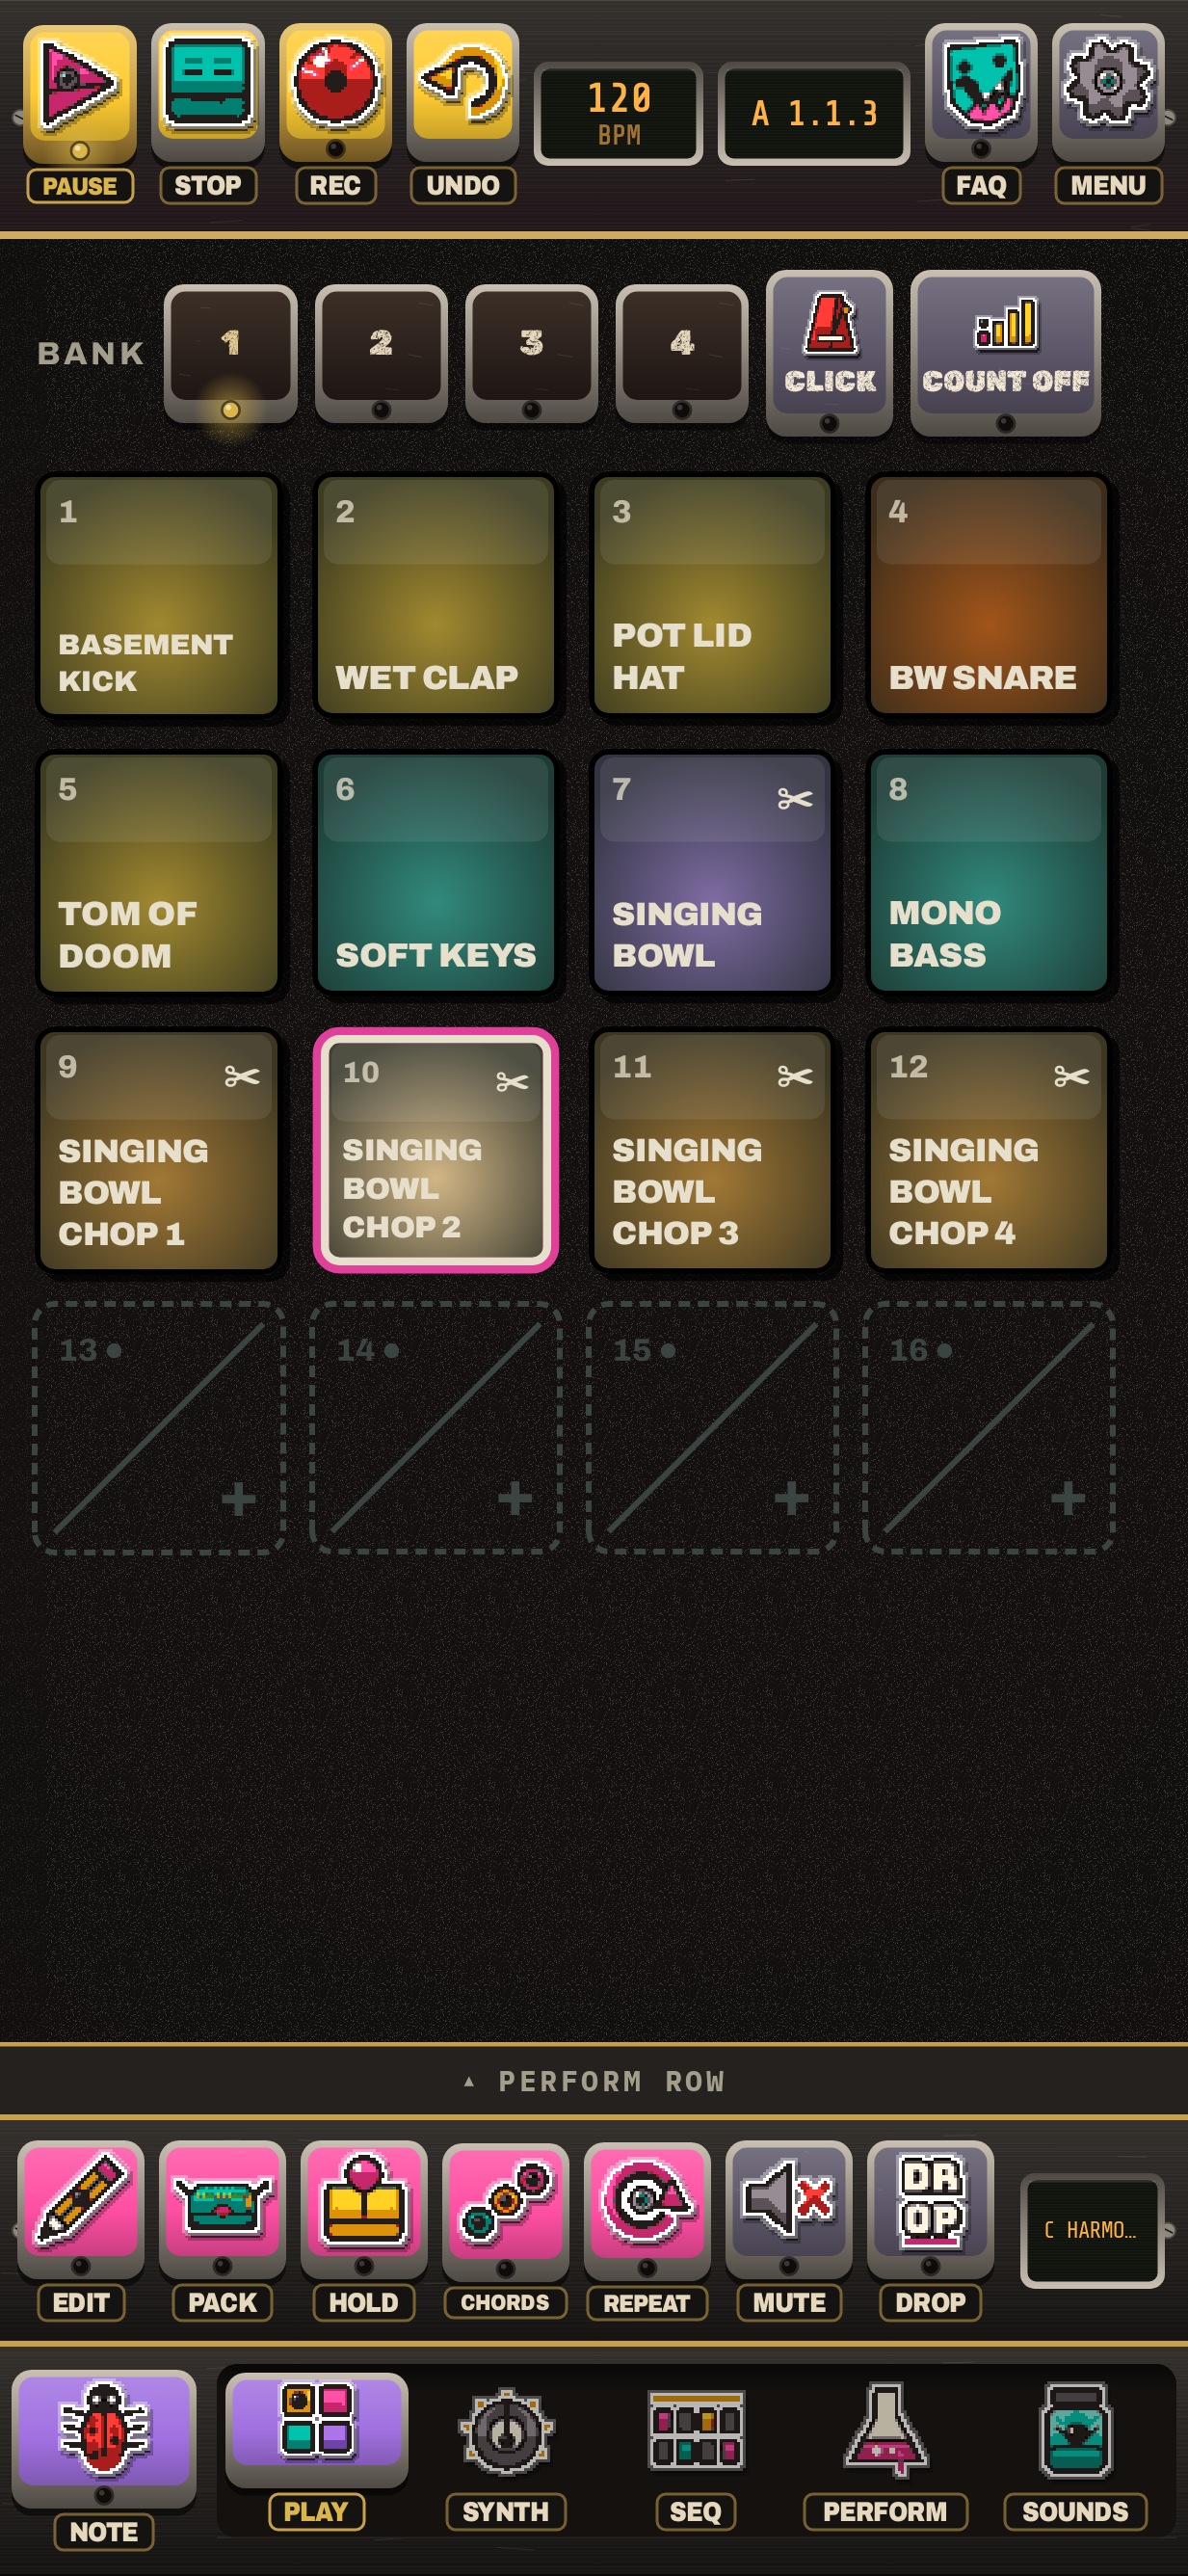 PAUSE
STOP
REC
UNDO
120
BPM
A 1.1.3
FAQ
MENU
BANK
1
2
3
4
CLICK
COUNT OFF
1
BASEMENT
KICK
2
WET CLAP
3
POT LID
HAT
4
BW SNARE
5
TOM OF
DOOM
6
SOFT KEYS
7
SINGING
BOWL
8
MONO
BASS
9
SINGING
BOWL
CHOP 1
10
SINGING
BOWL
CHOP 2
11
SINGING
BOWL
CHOP 3
12
SINGING
BOWL
CHOP 4
13
14
15
16
PERFORM ROW
DR
OP
C HARMO…
EDIT
PACK
HOLD
CHORDS
REPEAT
MUTE
DROP
NOTE
PLAY
SYNTH
SEQ
PERFORM
SOUNDS